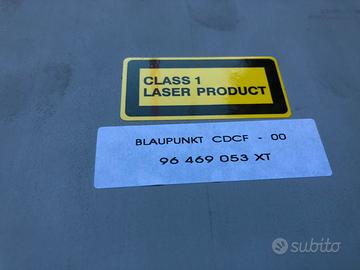 CLASS 1
LASER PRODUCT
BLAUPUNKT CDCF - 00
96 469 053 XT
subito